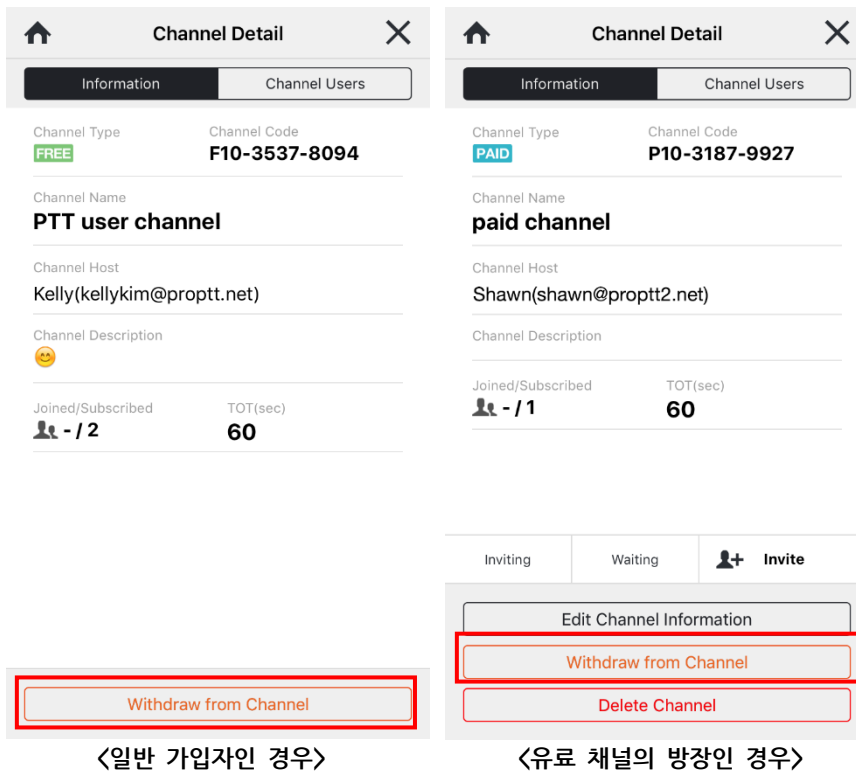 Channel Detail
Information Channel Users
Channel Type Channel Code
FREE F10-3537-8094
Channel Name
PTT user channel
Channel Host
Kelly(kellykim@proptt.net)
Channel Description
😊
Joined/Subscribed TOT(sec)
- / 2 60
Withdraw from Channel
<일반 가입자인 경우>
Channel Detail
Information Channel Users
Channel Type Channel Code
PAID P10-3187-9927
Channel Name
paid channel
Channel Host
Shawn(shawn@proptt2.net)
Channel Description
Joined/Subscribed TOT(sec)
- / 1 60
Inviting Waiting Invite
Edit Channel Information
Withdraw from Channel
Delete Channel
<유료 채널의 방장인 경우>